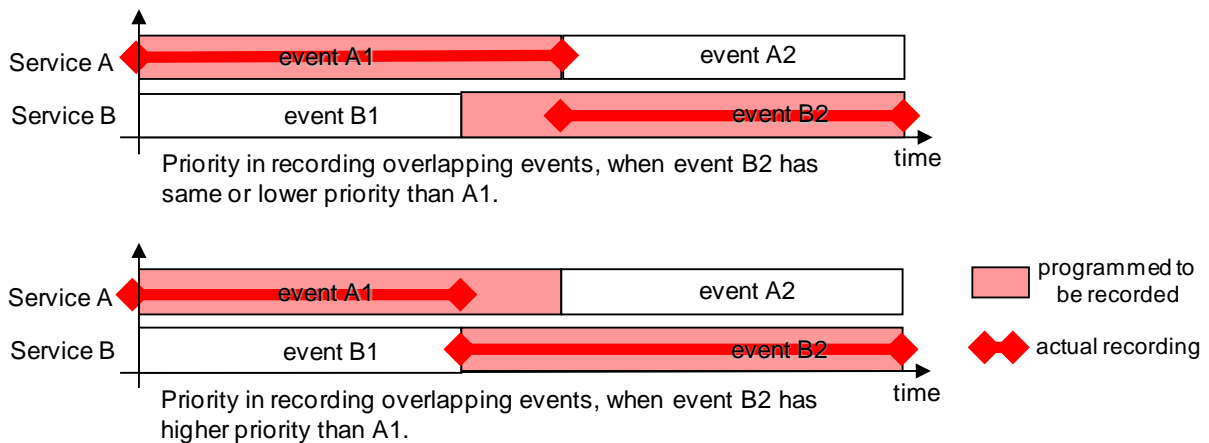 Service A
event A1
event A2
Service B
event B1
event B2
time
Priority in recording overlapping events, when event B2 has
same or lower priority than A1.
Service A
event A1
event A2
Service B
event B1
event B2
time
Priority in recording overlapping events, when event B2 has
higher priority than A1.
programmed to
be recorded
actual recording